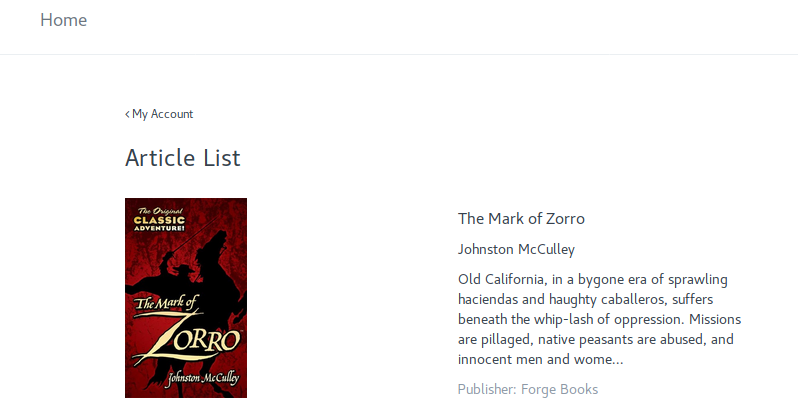 Home
‹ My Account
Article List
The Original
CLASSIC
ADVENTURE!
The Mark of
ZORRO
Johnston McCulley
The Mark of Zorro
Johnston McCulley
Old California, in a bygone era of sprawling
haciendas and haughty caballeros, suffers
beneath the whip-lash of oppression. Missions
are pillaged, native peasants are abused, and
innocent men and wome...
Publisher: Forge Books